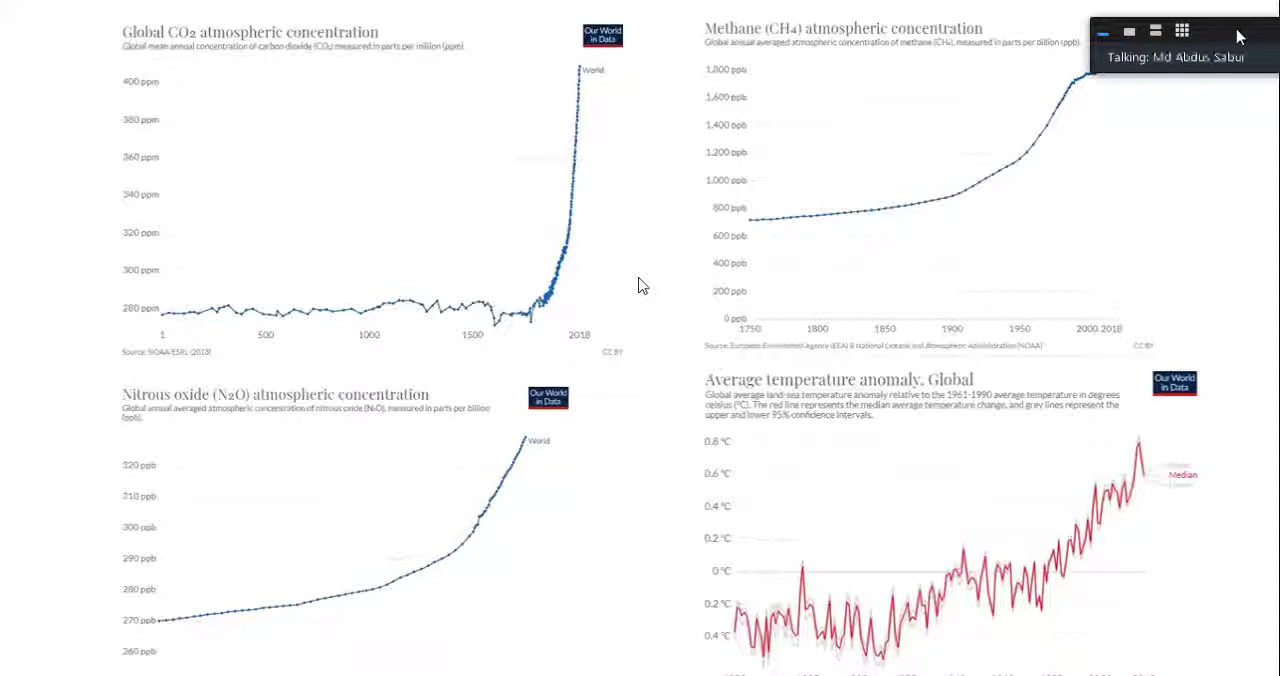 Global CO₂ atmospheric concentration
Global mean annual concentration of carbon dioxide (CO₂) measured in parts per million (ppm)
Our World
in Data
World
400 ppm
380 ppm
360 ppm
340 ppm
320 ppm
300 ppm
280 ppm
1 500 1000 1500 2018
Source: NOAA/ESRL (2018)
CC BY
Methane (CH₄) atmospheric concentration
Global annual averaged atmospheric concentration of methane (CH₄), measured in parts per billion (ppb)
Talking: Md Abdus Sabur
1,800 ppb
1,600 ppb
1,400 ppb
1,200 ppb
1,000 ppb
800 ppb
600 ppb
400 ppb
200 ppb
0 ppb
1750 1800 1850 1900 1950 2000 2018
Source: European Environment Agency (EEA) & National Oceanic and Atmospheric Administration (NOAA)
CC BY
Nitrous oxide (N₂O) atmospheric concentration
Global annual averaged atmospheric concentration of nitrous oxide (N₂O), measured in parts per billion
(ppb).
Our World
in Data
World
320 ppb
310 ppb
300 ppb
290 ppb
280 ppb
270 ppb
260 ppb
Average temperature anomaly, Global
Global average land-sea temperature anomaly relative to the 1961-1990 average temperature in degrees
celsius (°C). The red line represents the median average temperature change, and grey lines represent the
upper and lower 95% confidence intervals.
Our World
in Data
0.8 °C
0.6 °C
Median
0.4 °C
0.2 °C
0 °C
0.2 °C
0.4 °C